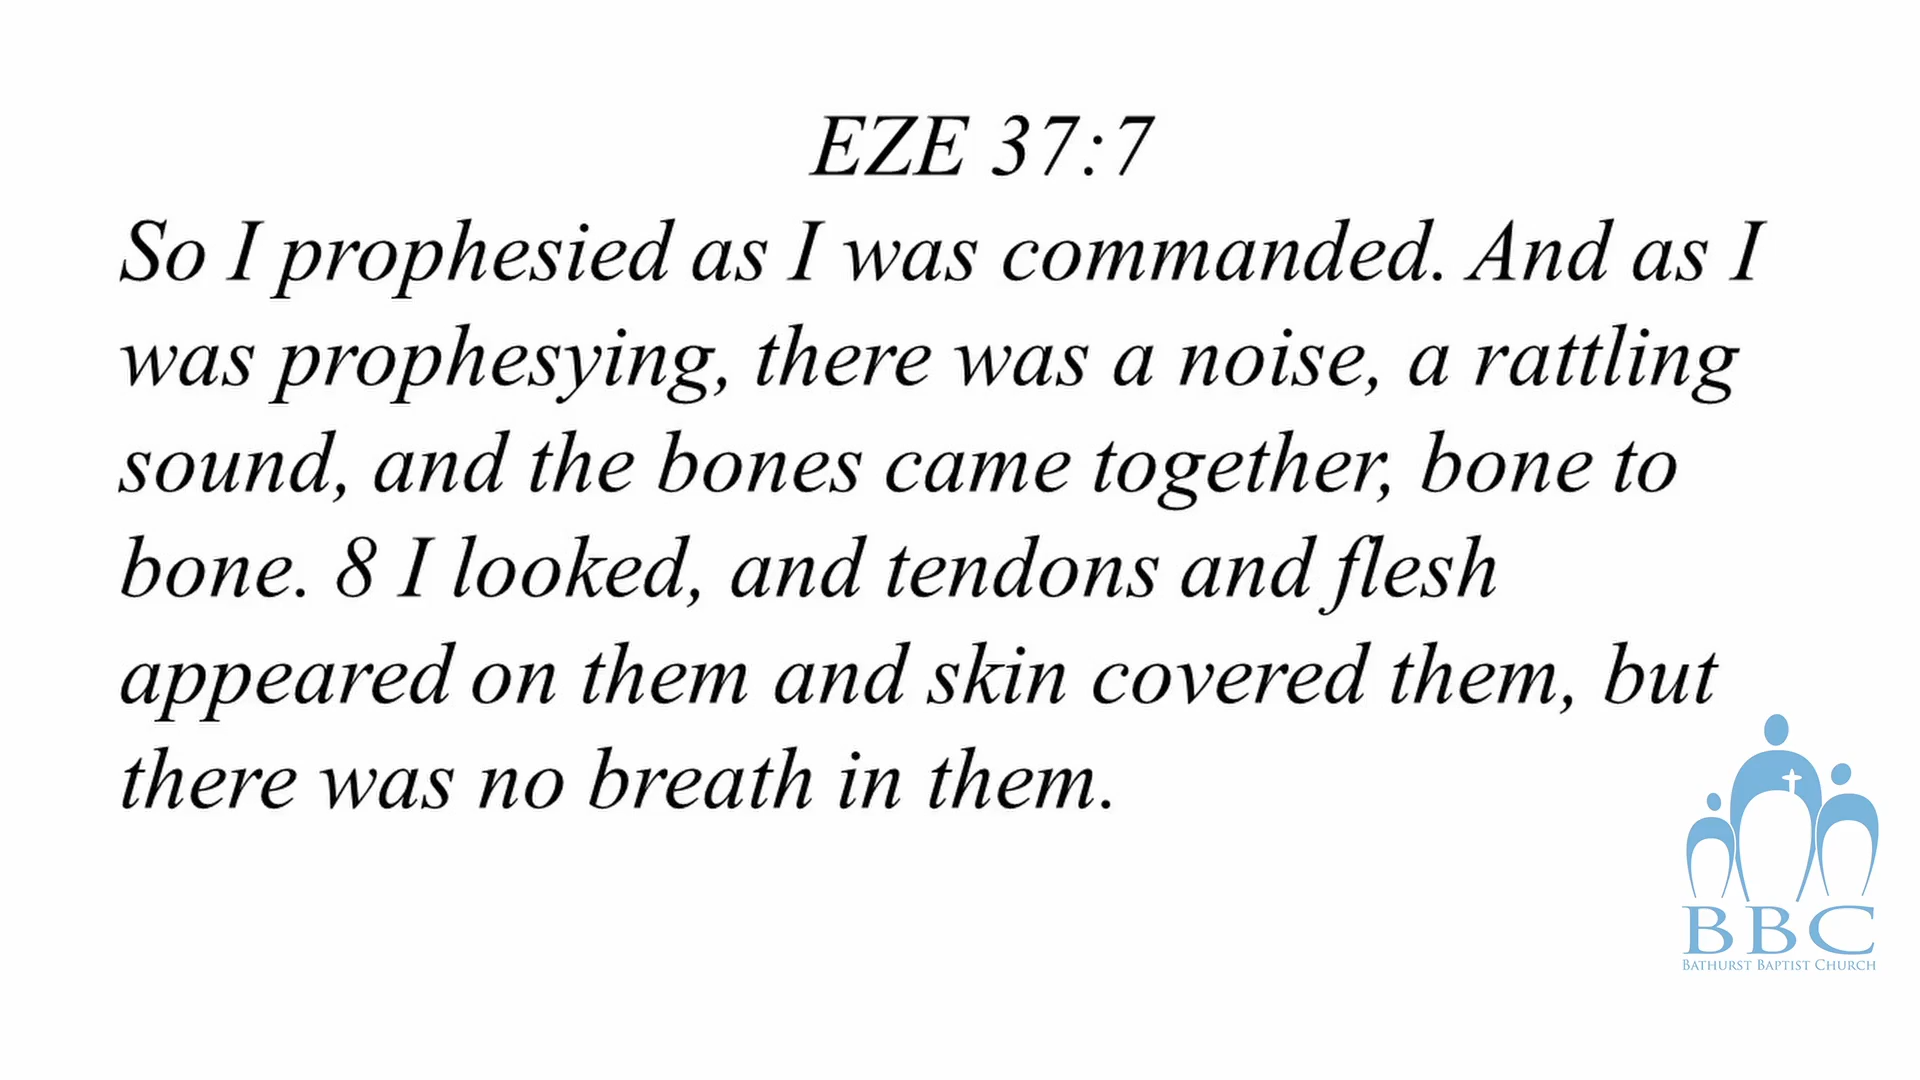 EZE 37:7
So I prophesied as I was commanded. And as I
was prophesying, there was a noise, a rattling
sound, and the bones came together, bone to
bone. 8 I looked, and tendons and flesh
appeared on them and skin covered them, but
there was no breath in them.
BBC
BATHURST BAPTIST CHURCH